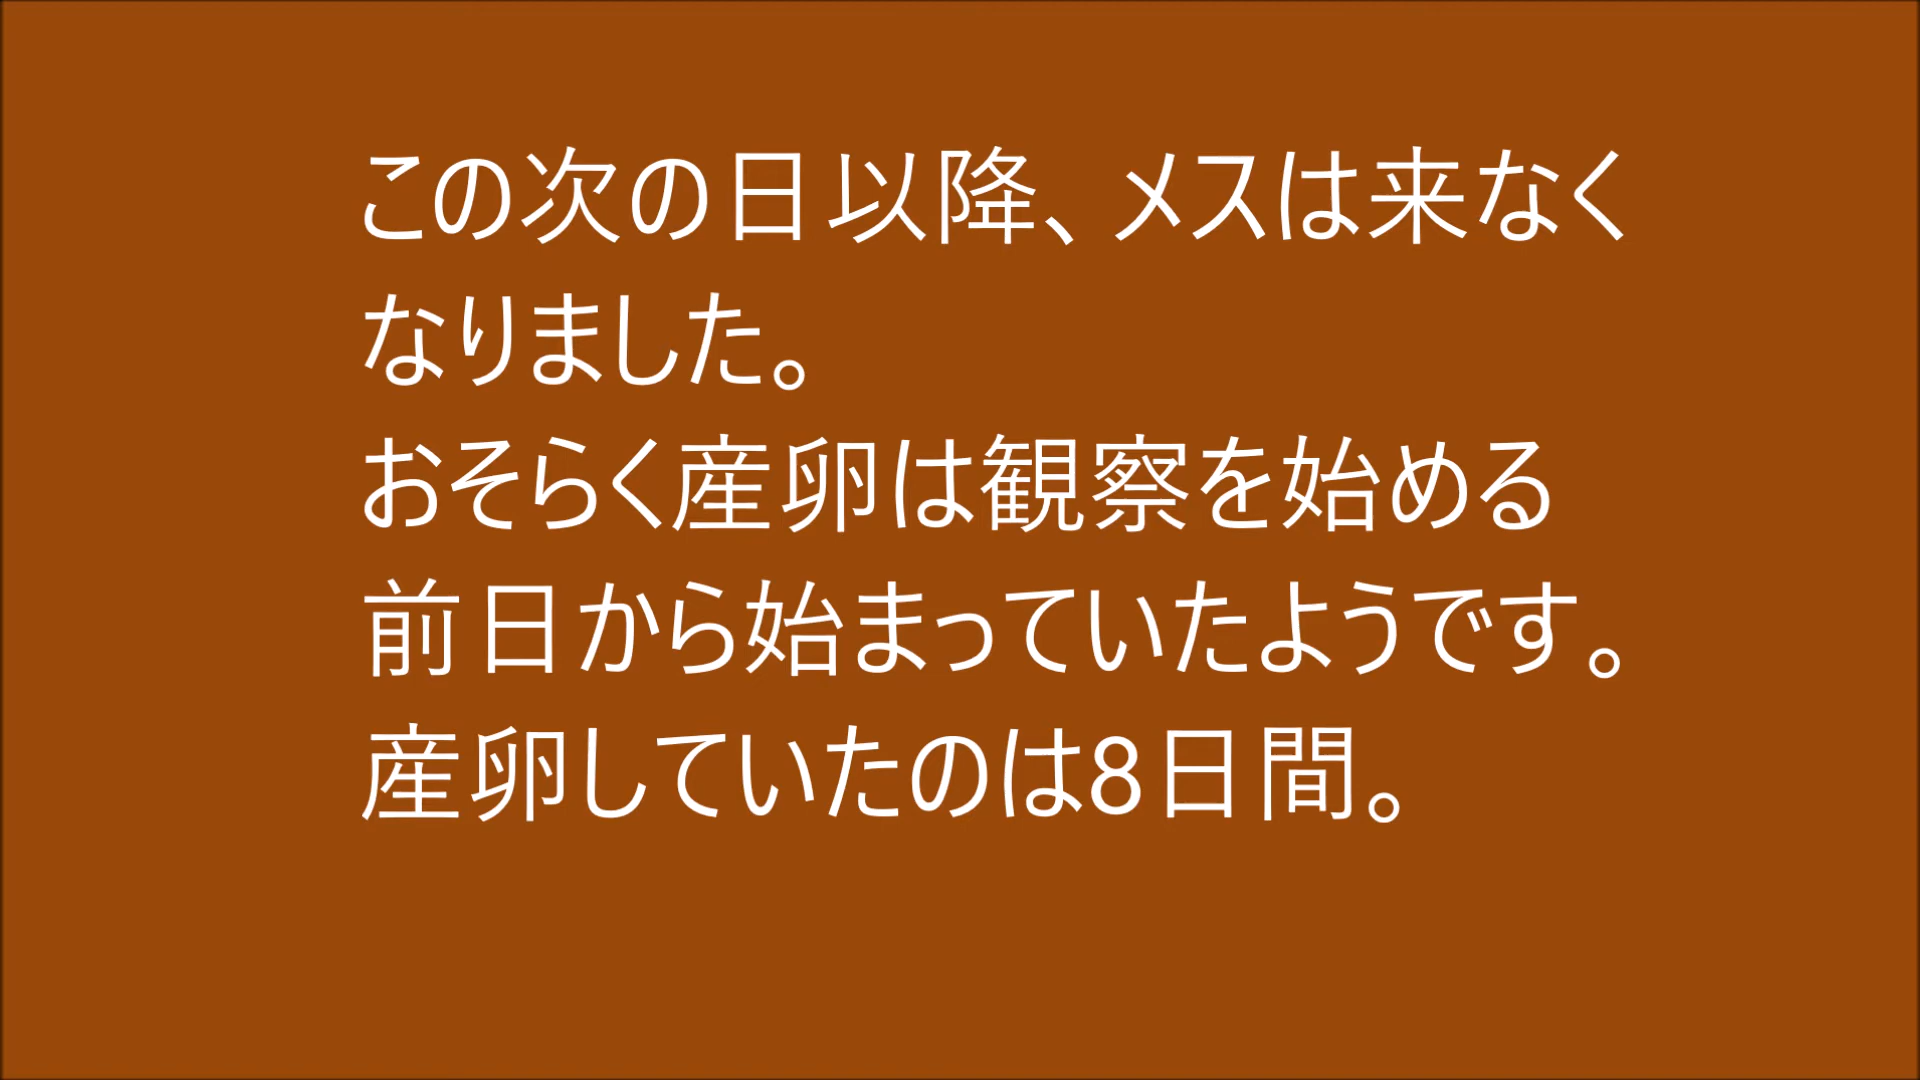 この次の日以降、メスは来なく
なりました。
おそらく産卵は観察を始める
前日から始まっていたようです。
産卵していたのは8日間。